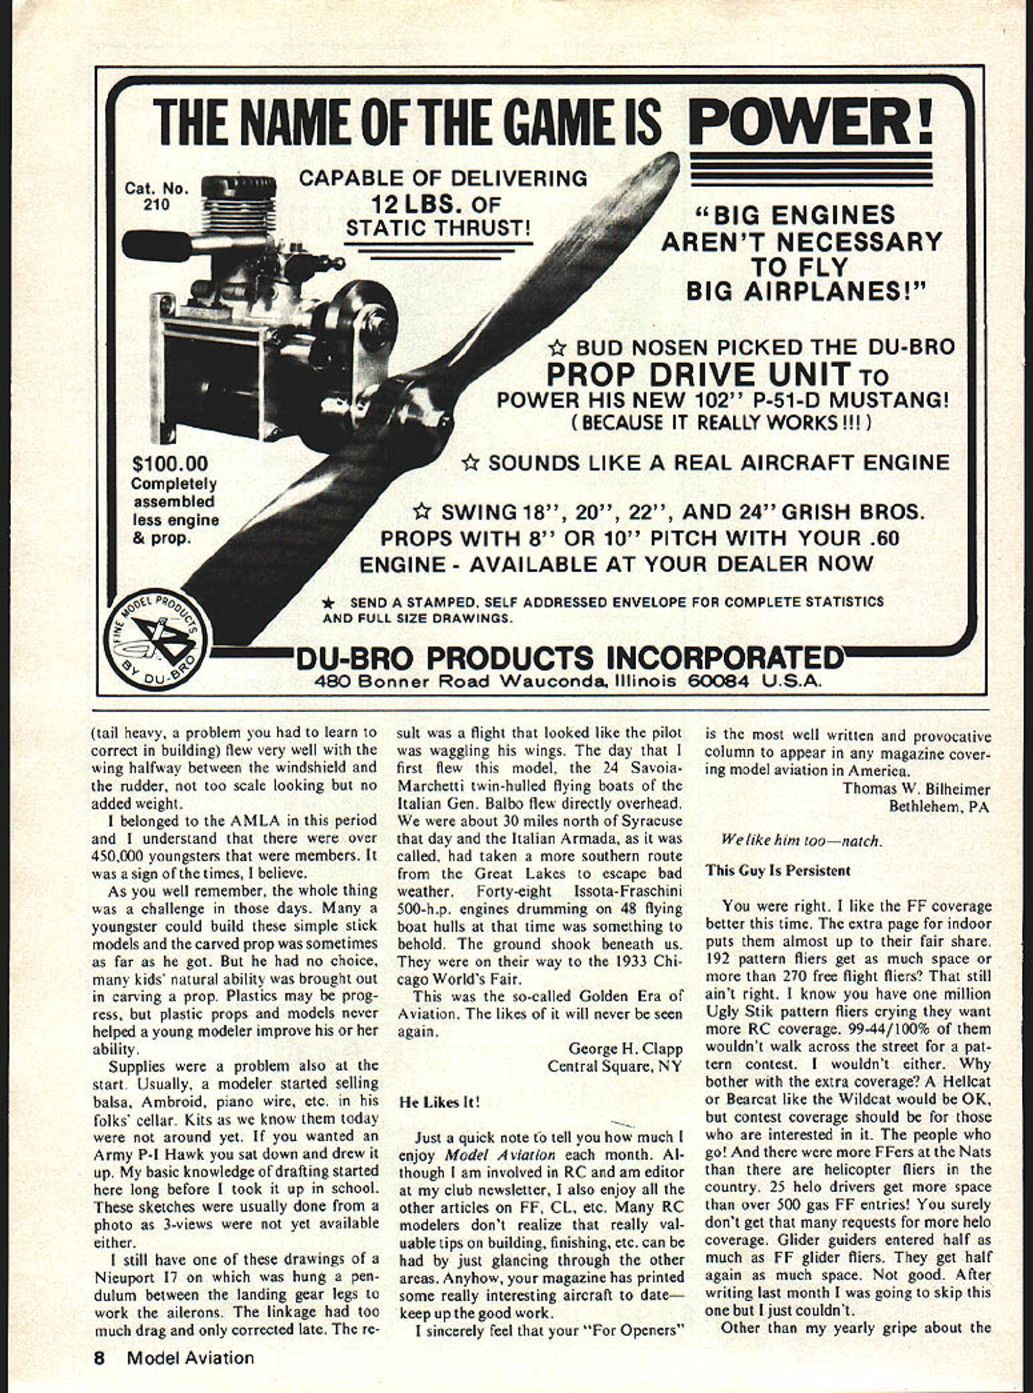 THE NAME OF THE GAME IS POWER!
Cat. No.
210
CAPABLE OF DELIVERING
12 LBS. OF
STATIC THRUST!
“BIG ENGINES
AREN'T NECESSARY
TO FLY
BIG AIRPLANES!”
☆ BUD NOSEN PICKED THE DU-BRO
PROP DRIVE UNIT TO
POWER HIS NEW 102'' P-51-D MUSTANG!
(BECAUSE IT REALLY WORKS!!!)
☆ SOUNDS LIKE A REAL AIRCRAFT ENGINE
$100.00
Completely
assembled
less engine
& prop.
☆ SWING 18'', 20'', 22'', AND 24'' GRISH BROS.
PROPS WITH 8'' OR 10'' PITCH WITH YOUR .60
ENGINE - AVAILABLE AT YOUR DEALER NOW
★ SEND A STAMPED, SELF ADDRESSED ENVELOPE FOR COMPLETE STATISTICS
AND FULL SIZE DRAWINGS.
FINE MODEL PRODUCTS
BY DU-BRO
DU-BRO PRODUCTS INCORPORATED
480 Bonner Road Wauconda, Illinois 60084 U.S.A.
(tail heavy, a problem you had to learn to
correct in building) flew very well with the
wing halfway between the windshield and
the rudder, not too scale looking but no
added weight.
I belonged to the AMLA in this period
and I understand that there were over
450,000 youngsters that were members. It
was a sign of the times, I believe.
As you well remember, the whole thing
was a challenge in those days. Many a
youngster could build these simple stick
models and the carved prop was sometimes
as far as he got. But he had no choice,
many kids' natural ability was brought out
in carving a prop. Plastics may be prog-
ress, but plastic props and models never
helped a young modeler improve his or her
ability.
Supplies were a problem also at the
start. Usually, a modeler started selling
balsa, Ambroid, piano wire, etc. in his
folks' cellar. Kits as we know them today
were not around yet. If you wanted an
Army P-1 Hawk you sat down and drew it
up. My basic knowledge of drafting started
here long before I took it up in school.
These sketches were usually done from a
photo as 3-views were not yet available
either.
I still have one of these drawings of a
Nieuport 17 on which was hung a pen-
dulum between the landing gear legs to
work the ailerons. The linkage had too
much drag and only corrected late. The re-
sult was a flight that looked like the pilot
was waggling his wings. The day that I
first flew this model, the 24 Savoia-
Marchetti twin-hulled flying boats of the
Italian Gen. Balbo flew directly overhead.
We were about 30 miles north of Syracuse
that day and the Italian Armada, as it was
called, had taken a more southern route
from the Great Lakes to escape bad
weather. Forty-eight Issota-Fraschini
500-h.p. engines drumming on 48 flying
boat hulls at that time was something to
behold. The ground shook beneath us.
They were on their way to the 1933 Chi-
cago World's Fair.
This was the so-called Golden Era of
Aviation. The likes of it will never be seen
again.
George H. Clapp
Central Square, NY
He Likes It!
Just a quick note to tell you how much I
enjoy Model Aviation each month. Al-
though I am involved in RC and am editor
at my club newsletter, I also enjoy all the
other articles on FF, CL, etc. Many RC
modelers don't realize that really val-
uable tips on building, finishing, etc. can be
had by just glancing through the other
areas. Anyhow, your magazine has printed
some really interesting aircraft to date—
keep up the good work.
I sincerely feel that your “For Openers”
is the most well written and provocative
column to appear in any magazine cover-
ing model aviation in America.
Thomas W. Bilheimer
Bethlehem, PA
We like him too—natch.
This Guy Is Persistent
You were right. I like the FF coverage
better this time. The extra page for indoor
puts them almost up to their fair share.
192 pattern fliers get as much space or
more than 270 free flight fliers? That still
ain't right. I know you have one million
Ugly Stik pattern fliers crying they want
more RC coverage. 99-44/100% of them
wouldn't walk across the street for a pat-
tern contest. I wouldn't either. Why
bother with the extra coverage? A Hellcat
or Bearcat like the Wildcat would be OK,
but contest coverage should be for those
who are interested in it. The people who
go! And there were more FFers at the Nats
than there are helicopter fliers in the
country. 25 helo drivers get more space
than over 500 gas FF entries! You surely
don't get that many requests for more helo
coverage. Glider guiders entered half as
much as FF glider fliers. They get half
again as much space. Not good. After
writing last month I was going to skip this
one but I just couldn't.
Other than my yearly gripe about the
8 Model Aviation